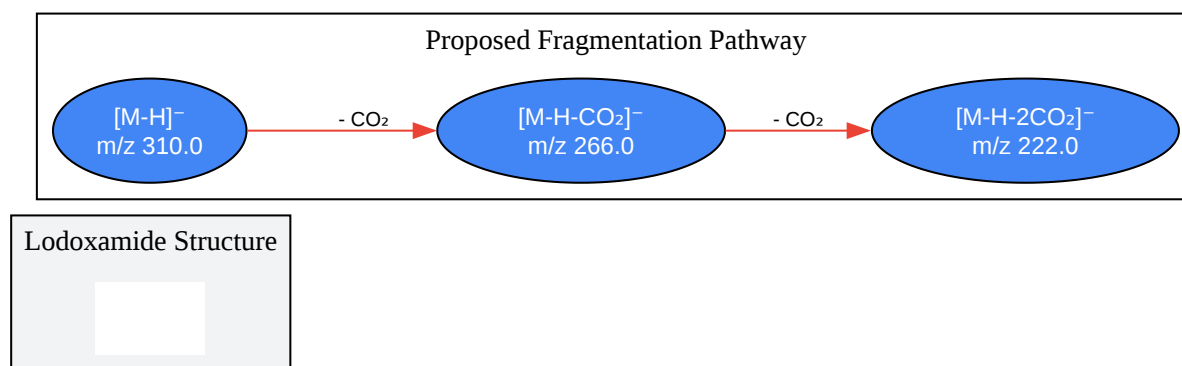 Proposed Fragmentation Pathway
[M-H]⁻
m/z 310.0
- CO₂
[M-H-CO₂]⁻
m/z 266.0
- CO₂
[M-H-2CO₂]⁻
m/z 222.0
Lodoxamide Structure